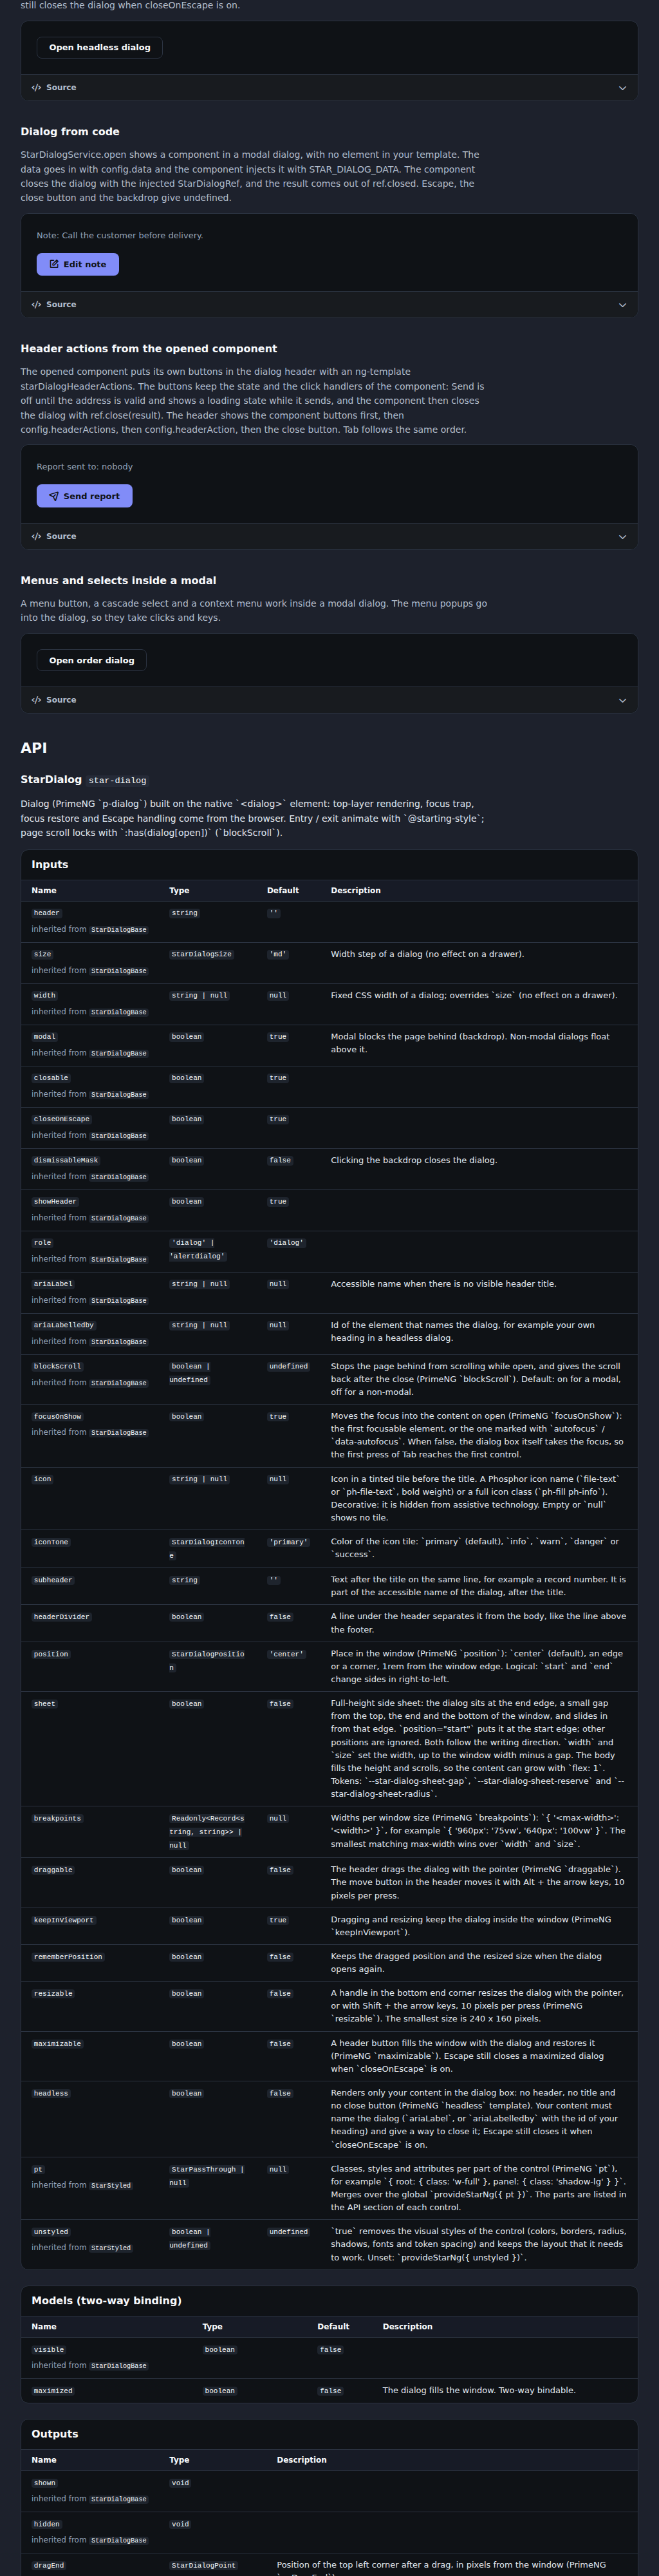 still closes the dialog when closeOnEscape is on.
Open headless dialog
Source
Dialog from code
StarDialogService.open shows a component in a modal dialog, with no element in your template. The
data goes in with config.data and the component injects it with STAR_DIALOG_DATA. The component
closes the dialog with the injected StarDialogRef, and the result comes out of ref.closed. Escape, the
close button and the backdrop give undefined.
Note: Call the customer before delivery.
Edit note
Source
Header actions from the opened component
The opened component puts its own buttons in the dialog header with an ng-template
starDialogHeaderActions. The buttons keep the state and the click handlers of the component: Send is
off until the address is valid and shows a loading state while it sends, and the component then closes
the dialog with ref.close(result). The header shows the component buttons first, then
config.headerActions, then config.headerAction, then the close button. Tab follows the same order.
Report sent to: nobody
Send report
Source
Menus and selects inside a modal
A menu button, a cascade select and a context menu work inside a modal dialog. The menu popups go
into the dialog, so they take clicks and keys.
Open order dialog
Source
API
StarDialog star-dialog
Dialog (PrimeNG `p-dialog`) built on the native `<dialog>` element: top-layer rendering, focus trap,
focus restore and Escape handling come from the browser. Entry / exit animate with `@starting-style`;
page scroll locks with `:has(dialog[open])` (`blockScroll`).
Inputs
Name Type Default Description
header string ''
inherited from StarDialogBase
size StarDialogSize 'md' Width step of a dialog (no effect on a drawer).
inherited from StarDialogBase
width string | null null Fixed CSS width of a dialog; overrides `size` (no effect on a drawer).
inherited from StarDialogBase
modal boolean true Modal blocks the page behind (backdrop). Non-modal dialogs float
above it.
inherited from StarDialogBase
closable boolean true
inherited from StarDialogBase
closeOnEscape boolean true
inherited from StarDialogBase
dismissableMask boolean false Clicking the backdrop closes the dialog.
inherited from StarDialogBase
showHeader boolean true
inherited from StarDialogBase
role 'dialog' | 'dialog'
'alertdialog'
inherited from StarDialogBase
ariaLabel string | null null Accessible name when there is no visible header title.
inherited from StarDialogBase
ariaLabelledby string | null null Id of the element that names the dialog, for example your own
heading in a headless dialog.
inherited from StarDialogBase
blockScroll boolean | undefined Stops the page behind from scrolling while open, and gives the scroll
undefined back after the close (PrimeNG `blockScroll`). Default: on for a modal,
inherited from StarDialogBase
off for a non-modal.
focusOnShow boolean true Moves the focus into the content on open (PrimeNG `focusOnShow`):
the first focusable element, or the one marked with `autofocus` /
inherited from StarDialogBase
`data-autofocus`. When false, the dialog box itself takes the focus, so
the first press of Tab reaches the first control.
icon string | null null Icon in a tinted tile before the title. A Phosphor icon name (`file-text`
or `ph-file-text`, bold weight) or a full icon class (`ph-fill ph-info`).
Decorative: it is hidden from assistive technology. Empty or `null`
shows no tile.
iconTone StarDialogIconTon 'primary' Color of the icon tile: `primary` (default), `info`, `warn`, `danger` or
e `success`.
subheader string '' Text after the title on the same line, for example a record number. It is
part of the accessible name of the dialog, after the title.
headerDivider boolean false A line under the header separates it from the body, like the line above
the footer.
position StarDialogPositio 'center' Place in the window (PrimeNG `position`): `center` (default), an edge
n or a corner, 1rem from the window edge. Logical: `start` and `end`
change sides in right-to-left.
sheet boolean false Full-height side sheet: the dialog sits at the end edge, a small gap
from the top, the end and the bottom of the window, and slides in
from that edge. `position="start"` puts it at the start edge; other
positions are ignored. Both follow the writing direction. `width` and
`size` set the width, up to the window width minus a gap. The body
fills the height and scrolls, so the content can grow with `flex: 1`.
Tokens: `--star-dialog-sheet-gap`, `--star-dialog-sheet-reserve` and `--
star-dialog-sheet-radius`.
breakpoints Readonly<Record<s null Widths per window size (PrimeNG `breakpoints`): `{ '<max-width>':
tring, string>> | '<width>' }`, for example `{ '960px': '75vw', '640px': '100vw' }`. The
null smallest matching max-width wins over `width` and `size`.
draggable boolean false The header drags the dialog with the pointer (PrimeNG `draggable`).
The move button in the header moves it with Alt + the arrow keys, 10
pixels per press.
keepInViewport boolean true Dragging and resizing keep the dialog inside the window (PrimeNG
`keepInViewport`).
rememberPosition boolean false Keeps the dragged position and the resized size when the dialog
opens again.
resizable boolean false A handle in the bottom end corner resizes the dialog with the pointer,
or with Shift + the arrow keys, 10 pixels per press (PrimeNG
`resizable`). The smallest size is 240 x 160 pixels.
maximizable boolean false A header button fills the window with the dialog and restores it
(PrimeNG `maximizable`). Escape still closes a maximized dialog
when `closeOnEscape` is on.
headless boolean false Renders only your content in the dialog box: no header, no title and
no close button (PrimeNG `headless` template). Your content must
name the dialog (`ariaLabel`, or `ariaLabelledby` with the id of your
heading) and give a way to close it; Escape still closes it when
`closeOnEscape` is on.
pt StarPassThrough | null Classes, styles and attributes per part of the control (PrimeNG `pt`),
null for example `{ root: { class: 'w-full' }, panel: { class: 'shadow-lg' } }`.
inherited from StarStyled
Merges over the global `provideStarNg({ pt })`. The parts are listed in
the API section of each control.
unstyled boolean | undefined `true` removes the visual styles of the control (colors, borders, radius,
undefined shadows, fonts and token spacing) and keeps the layout that it needs
inherited from StarStyled
to work. Unset: `provideStarNg({ unstyled })`.
Models (two-way binding)
Name Type Default Description
visible boolean false
inherited from StarDialogBase
maximized boolean false The dialog fills the window. Two-way bindable.
Outputs
Name Type Description
shown void
inherited from StarDialogBase
hidden void
inherited from StarDialogBase
dragEnd StarDialogPoint Position of the top left corner after a drag, in pixels from the window (PrimeNG